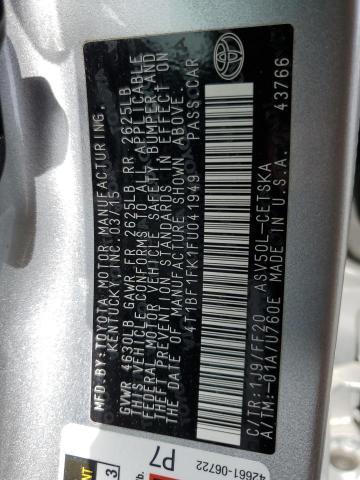 MFD.BY:TOYOTA MOTOR MANUFACTURING
KENTUCKY,INC. 03/15
GVWR 4630LB GAWR FR 2625LB RR 2625LB
THIS VEHICLE CONFORMS TO ALL APPLICABLE
FEDERAL MOTOR VEHICLE SAFETY, BUMPER AND
THEFT PREVENTION STANDARDS IN EFFECT ON
THE DATE OF MANUFACTURE SHOWN ABOVE.
4T1BF1FK1FU041949 PASS.CAR
C/TR:1J9/FF20 ASV50L-CETSKA
A/TM:-01A/U760E MADE IN U.S.A. 43766
42661-06722
P7